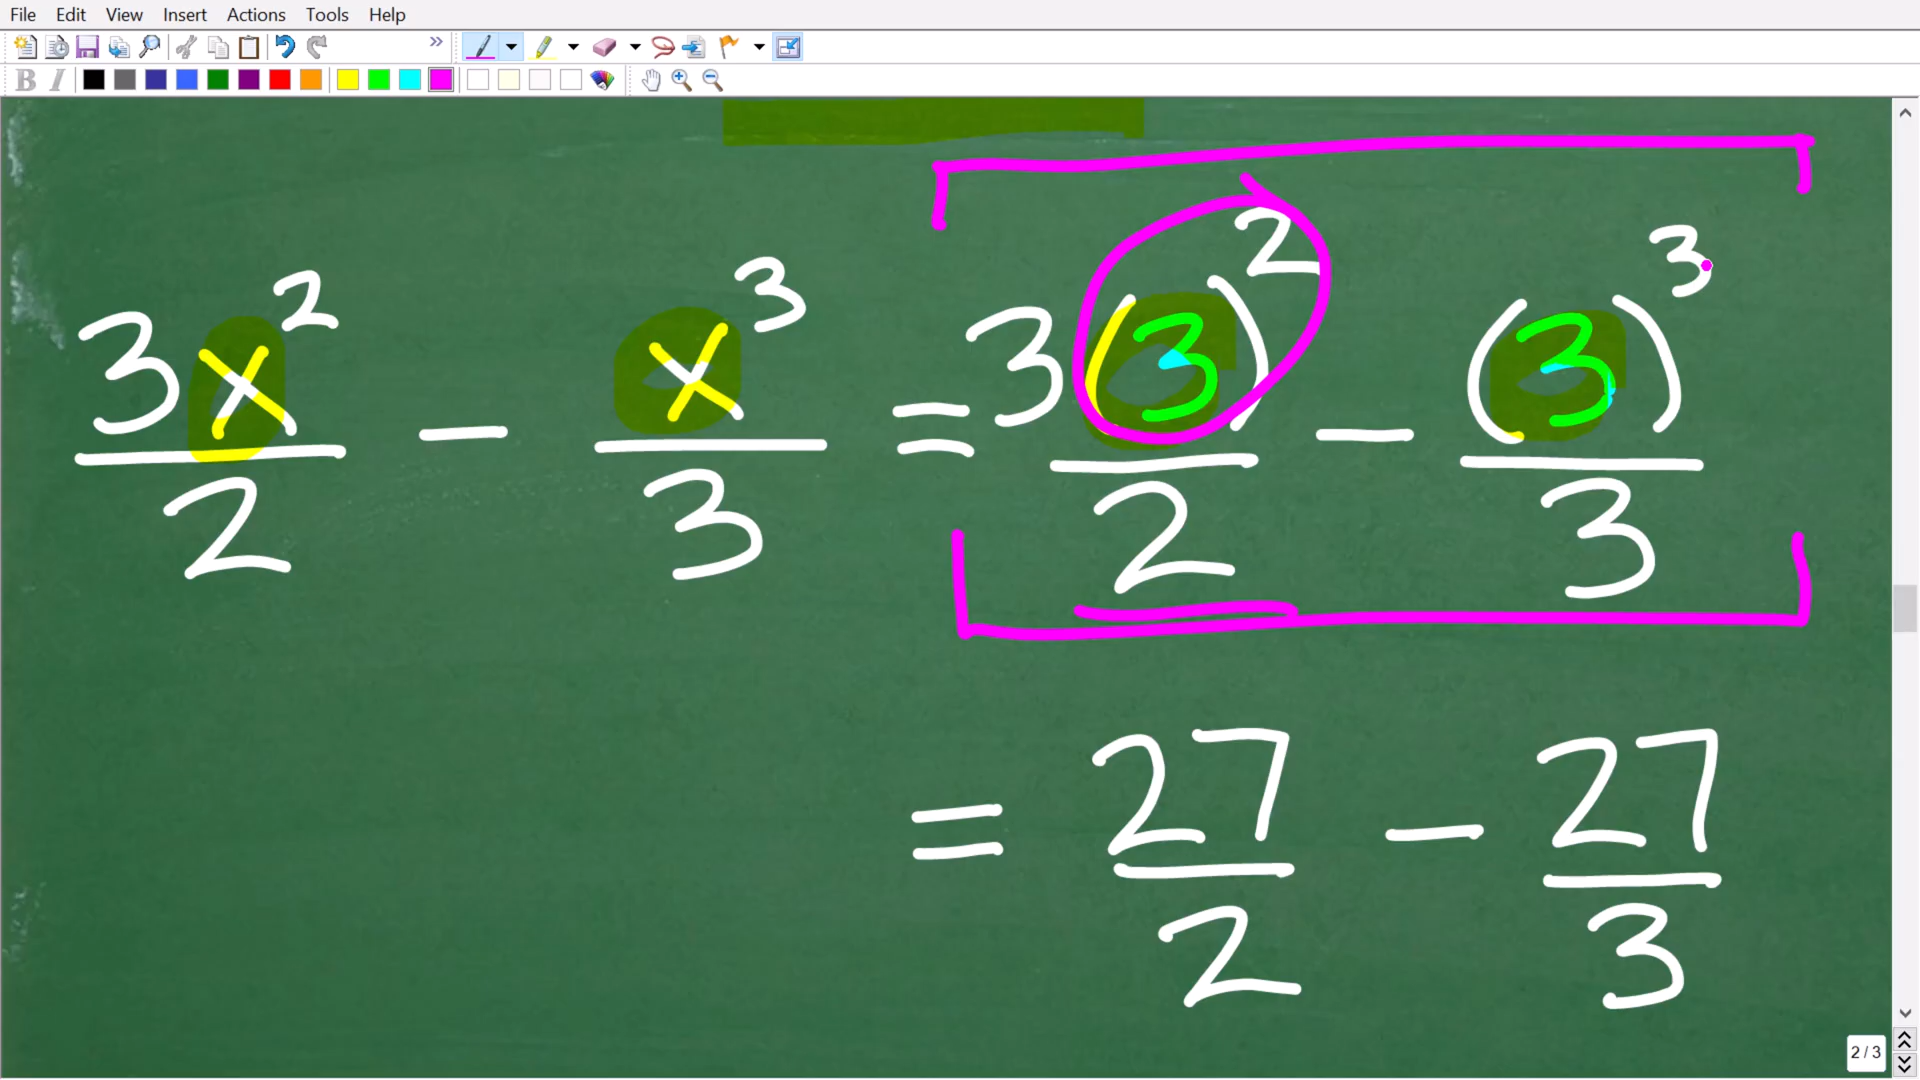 File Edit View Insert Actions Tools Help
B I
3x²/2 - x³/3 = 3(3)²/2 - (3)³/3
= 27/2 - 27/3
2 / 3